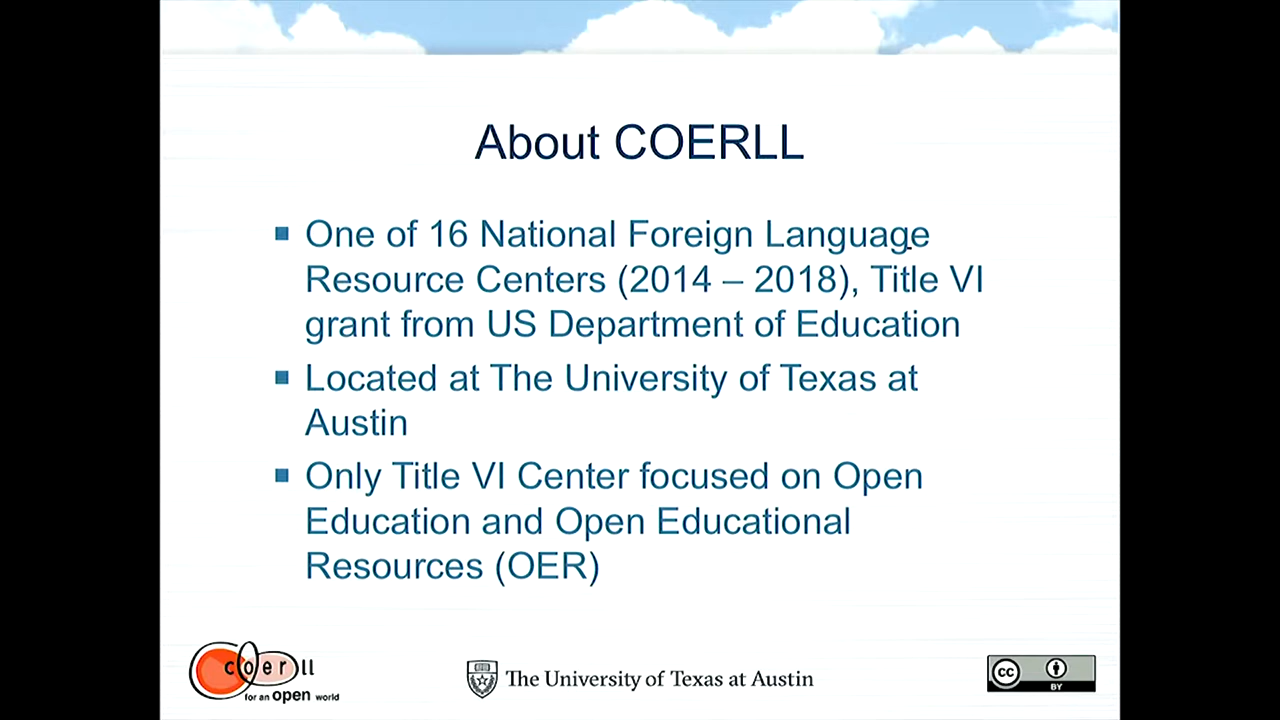 About COERLL
■ One of 16 National Foreign Language
Resource Centers (2014 – 2018), Title VI
grant from US Department of Education
■ Located at The University of Texas at
Austin
■ Only Title VI Center focused on Open
Education and Open Educational
Resources (OER)
coerll
for an open world
The University of Texas at Austin
cc
BY